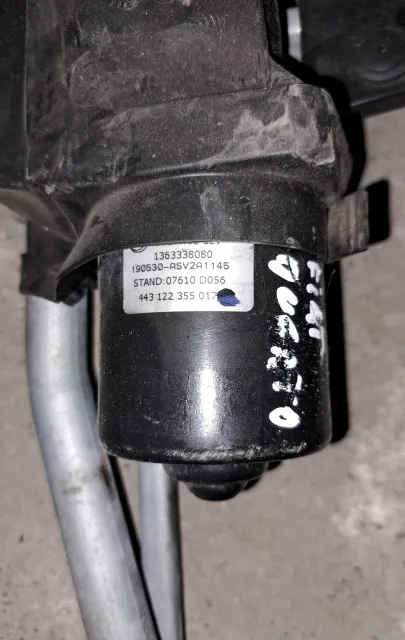 1363338080
190530-ASV2A1145
STAND:07610 D056
443 122 355 017
FIAT
DUCATO